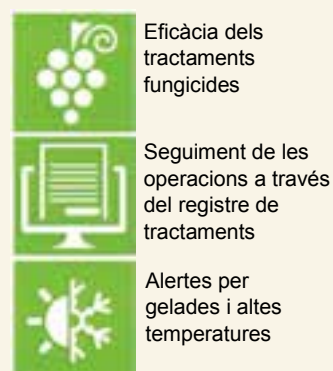 Eficàcia dels
tractaments
fungicides
Seguiment de les
operacions a través
del registre de
tractaments
Alertes per
gelades i altes
temperatures